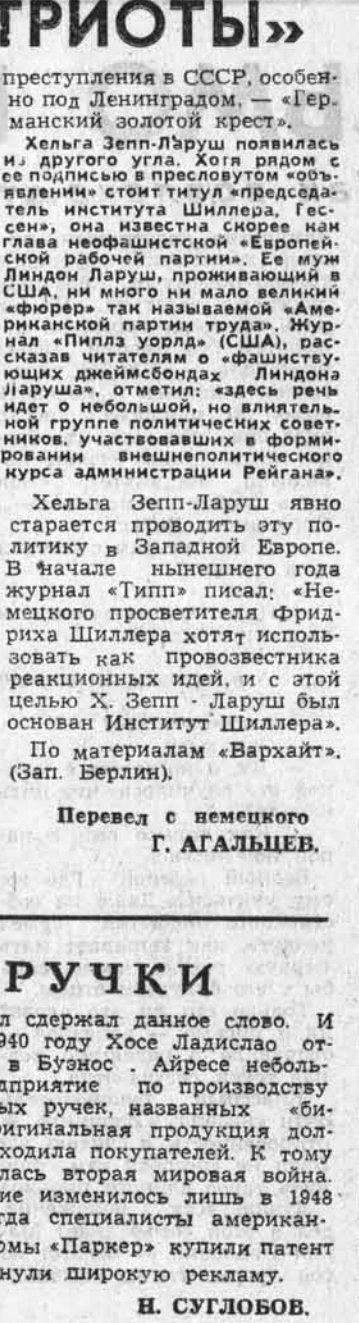 ТРИОТЫ»
преступления в СССР, особен-
но под Ленинградом, — «Гер
манский золотой крест».
Хельга Зепп-Ларуш появилась
из другого угла. Хотя рядом с
ее подписью в пресловутом «объ-
явлении» стоит титул «председа-
тель института Шиллера, Гес-
сен», она известна скорее как
глава неофашистской «Европей-
ской рабочей партии». Ее муж
Линдон Ларуш, проживающий в
США, ни много ни мало великий
«фюрер» так называемой «Аме-
риканской партии труда». Жур-
нал «Пиплз уорлд» (США), рас-
сказав читателям о «фашиству-
ющих джеймсбондах Линдона
Ларуша», отметил: «здесь речь
идет о небольшой, но влиятель-
ной группе политических совет-
ников, участвовавших в форми-
ровании внешнеполитического
курса администрации Рейгана».
Хельга Зепп-Ларуш явно
старается проводить эту по-
литику в Западной Европе.
В начале нынешнего года
журнал «Типп» писал: «Не-
мецкого просветителя Фрид-
риха Шиллера хотят исполь-
зовать как провозвестника
реакционных идей, и с этой
целью Х. Зепп - Ларуш был
основан Институт Шиллера».
По материалам «Вархайт».
(Зап. Берлин).
Перевел с немецкого
Г. АГАЛЬЦЕВ.
РУЧКИ
л сдержал данное слово. И
940 году Хосе Ладислао от-
в Буэнос . Айресе неболь-
дприятие по производству
ых ручек, названных «би-
ригинальная продукция дол-
ходила покупателей. К тому
лась вторая мировая война.
ие изменилось лишь в 1948
гда специалисты американ-
рмы «Паркер» купили патент
нули широкую рекламу.
Н. СУГЛОБОВ.